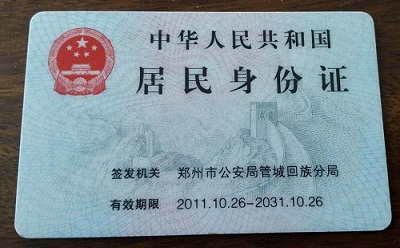 中华人民共和国
居民身份证
签发机关 郑州市公安局管城回族分局
有效期限 2011.10.26-2031.10.26